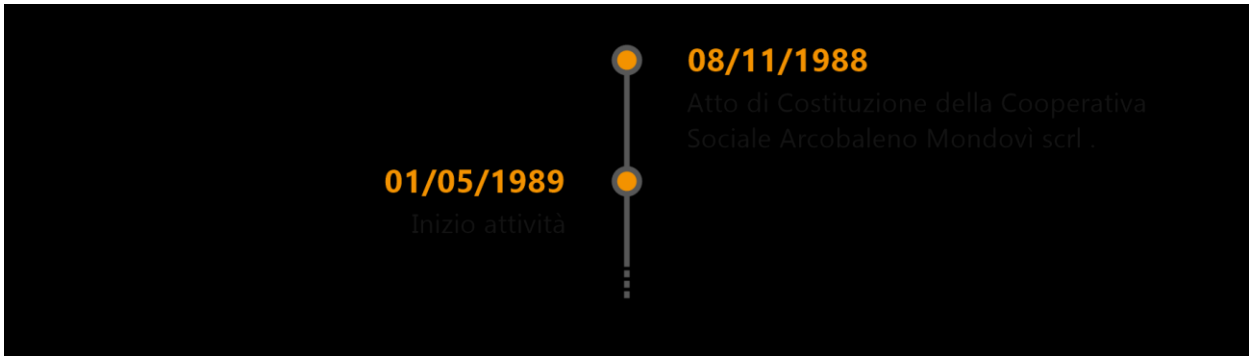 08/11/1988
Atto di Costituzione della Cooperativa
Sociale Arcobaleno Mondovì scrl .
01/05/1989
Inizio attività